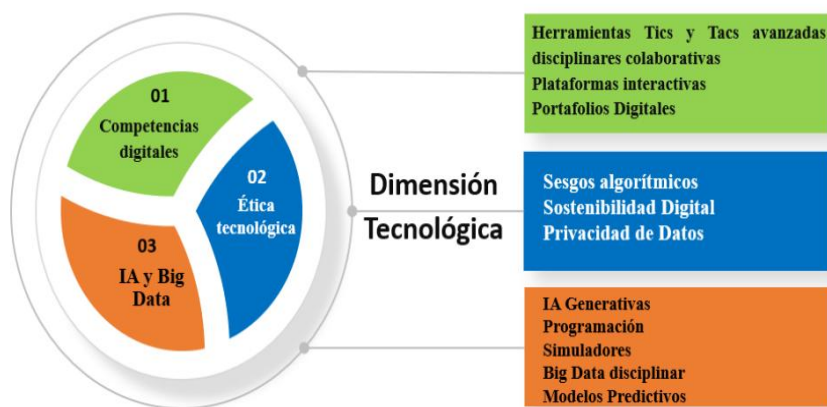 01
Competencias
digitales
02
Ética
tecnológica
03
IA y Big
Data
Dimensión
Tecnológica
Herramientas Tics y Tacs avanzadas
disciplinares colaborativas
Plataformas interactivas
Portafolios Digitales
Sesgos algorítmicos
Sostenibilidad Digital
Privacidad de Datos
IA Generativas
Programación
Simuladores
Big Data disciplinar
Modelos Predictivos